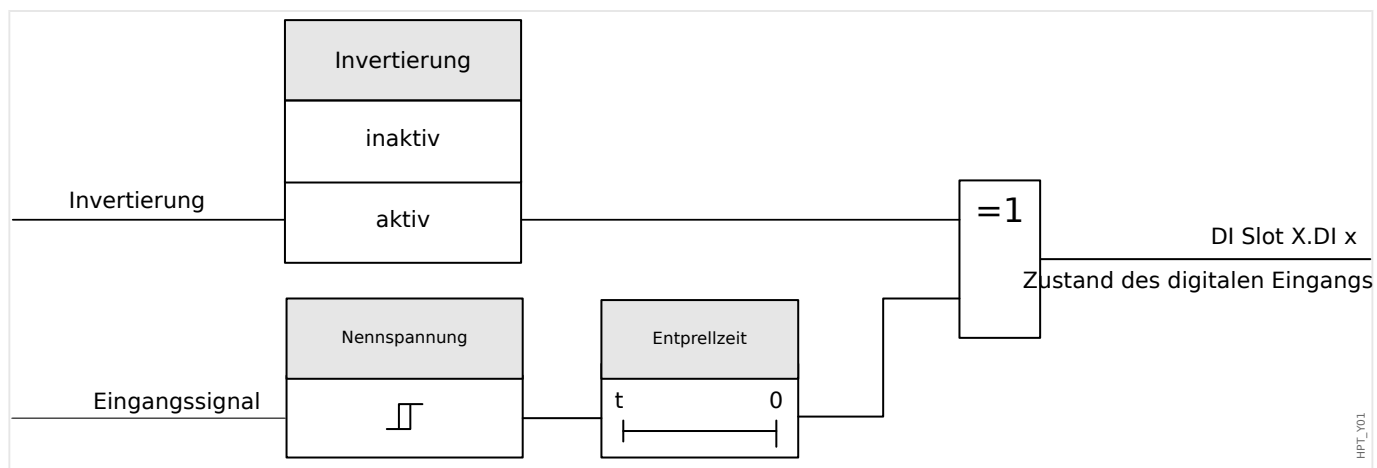 Invertierung
inaktiv
Invertierung
aktiv
=1
DI Slot X.DI x
Zustand des digitalen Eingangs
Nennspannung
Entprellzeit
Eingangssignal
t 0
HPT_Y01